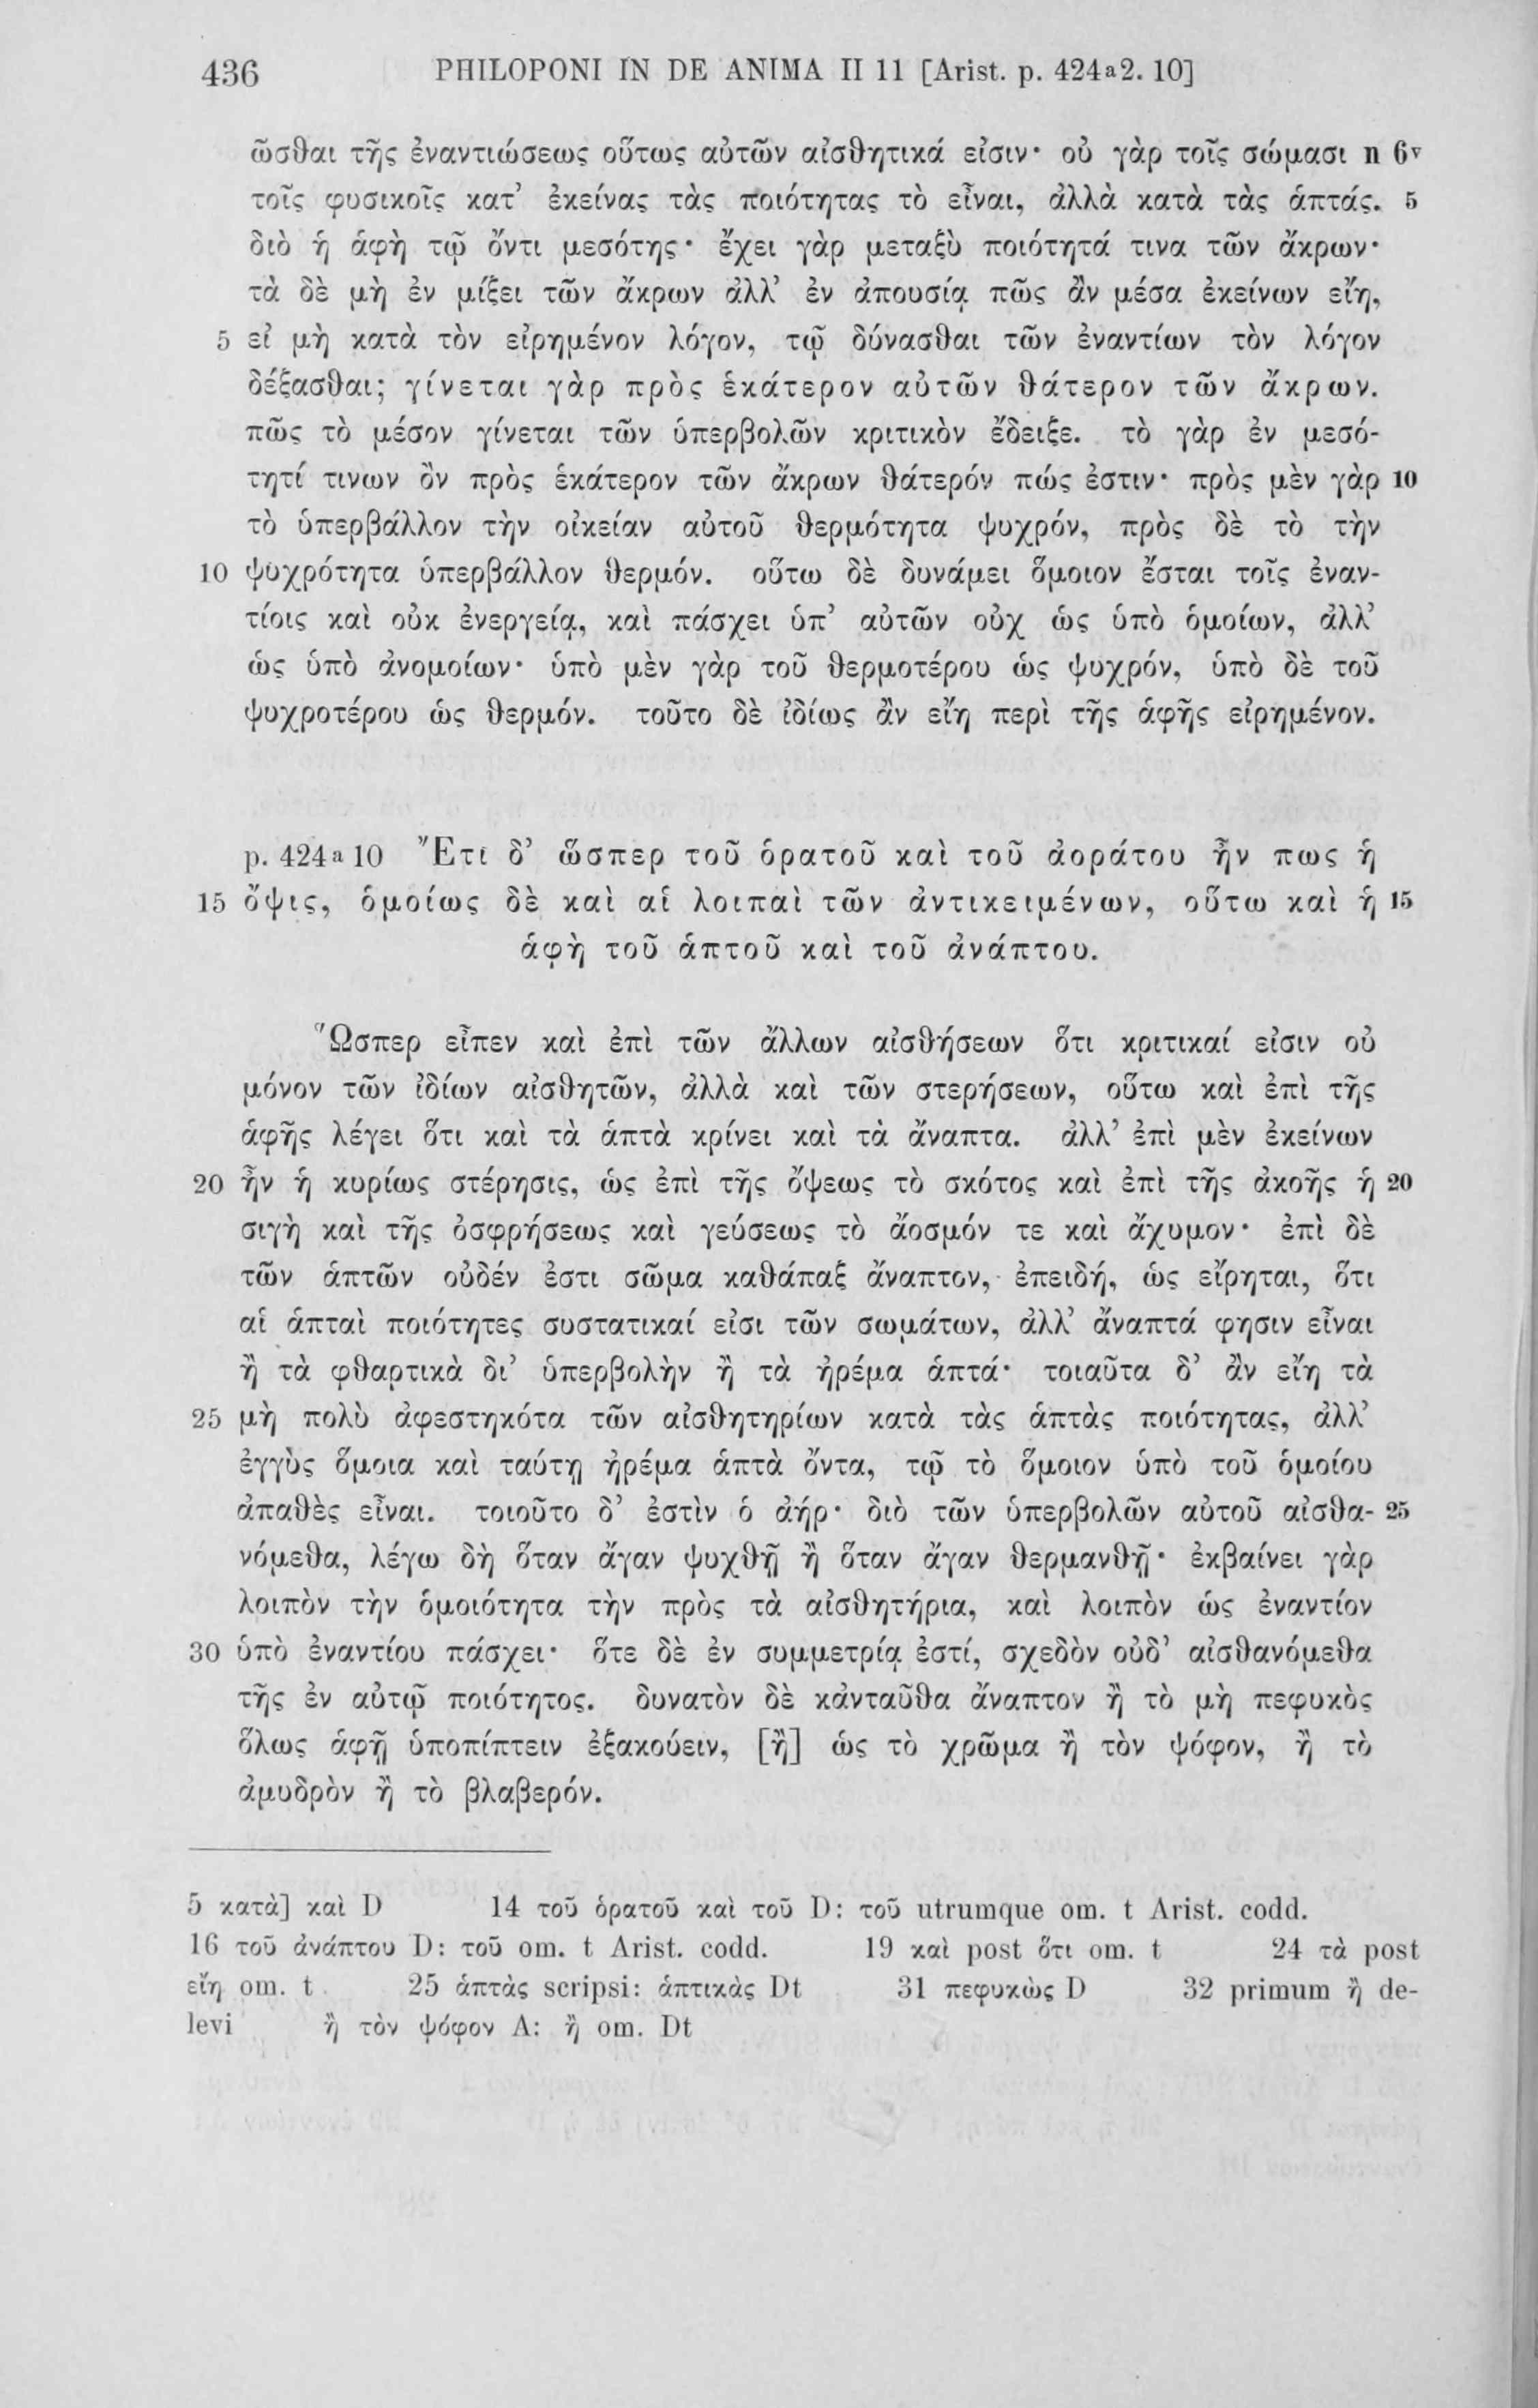 436 PHILOPONI IN DE ANIMA II 11 [Arist. p. 424a2. 10]
ῶσθαι τῆς ἐναντιώσεως οὕτως αὐτῶν αἰσθητικά εἰσιν· οὐ γὰρ τοῖς σώμασι n 6v
τοῖς φυσικοῖς κατ’ ἐκείνας τὰς ποιότητας τὸ εἶναι, ἀλλὰ κατὰ τὰς ἁπτάς. 5
διὸ ἡ ἁφὴ τῷ ὄντι μεσότης· ἔχει γὰρ μεταξὺ ποιότητά τινα τῶν ἄκρων·
τὰ δὲ μὴ ἐν μίξει τῶν ἄκρων ἀλλ’ ἐν ἀπουσίᾳ πῶς ἂν μέσα ἐκείνων εἴη,
5 εἰ μὴ κατὰ τὸν εἰρημένον λόγον, τῷ δύνασθαι τῶν ἐναντίων τὸν λόγον
δέξασθαι; γίνεται γὰρ πρὸς ἑκάτερον αὐτῶν θάτερον τῶν ἄκρων.
πῶς τὸ μέσον γίνεται τῶν ὑπερβολῶν κριτικὸν ἔδειξε. τὸ γὰρ ἐν μεσό-
τητί τινων ὂν πρὸς ἑκάτερον τῶν ἄκρων θάτερόν πώς ἐστιν· πρὸς μὲν γὰρ 10
τὸ ὑπερβάλλον τὴν οἰκείαν αὐτοῦ θερμότητα ψυχρόν, πρὸς δὲ τὸ τὴν
10 ψυχρότητα ὑπερβάλλον θερμόν. οὕτω δὲ δυνάμει ὅμοιον ἔσται τοῖς ἐναν-
τίοις καὶ οὐκ ἐνεργείᾳ, καὶ πάσχει ὑπ’ αὐτῶν οὐχ ὡς ὑπὸ ὁμοίων, ἀλλ’
ὡς ὑπὸ ἀνομοίων· ὑπὸ μὲν γὰρ τοῦ θερμοτέρου ὡς ψυχρόν, ὑπὸ δὲ τοῦ
ψυχροτέρου ὡς θερμόν. τοῦτο δὲ ἰδίως ἂν εἴη περὶ τῆς ἁφῆς εἰρημένον.
p. 424a 10 Ἔτι δ’ ὥσπερ τοῦ ὁρατοῦ καὶ τοῦ ἀοράτου ἦν πως ἡ
15 ὄψις, ὁμοίως δὲ καὶ αἱ λοιπαὶ τῶν ἀντικειμένων, οὕτω καὶ ἡ 15
ἁφὴ τοῦ ἁπτοῦ καὶ τοῦ ἀνάπτου.
Ὥσπερ εἶπεν καὶ ἐπὶ τῶν ἄλλων αἰσθήσεων ὅτι κριτικαί εἰσιν οὐ
μόνον τῶν ἰδίων αἰσθητῶν, ἀλλὰ καὶ τῶν στερήσεων, οὕτω καὶ ἐπὶ τῆς
ἁφῆς λέγει ὅτι καὶ τὰ ἁπτὰ κρίνει καὶ τὰ ἄναπτα. ἀλλ’ ἐπὶ μὲν ἐκείνων
20 ἦν ἡ κυρίως στέρησις, ὡς ἐπὶ τῆς ὄψεως τὸ σκότος καὶ ἐπὶ τῆς ἀκοῆς ἡ 20
σιγὴ καὶ τῆς ὀσφρήσεως καὶ γεύσεως τὸ ἄοσμόν τε καὶ ἄχυμον· ἐπὶ δὲ
τῶν ἁπτῶν οὐδέν ἐστι σῶμα καθάπαξ ἄναπτον, ἐπειδή, ὡς εἴρηται, ὅτι
αἱ ἁπταὶ ποιότητες συστατικαί εἰσι τῶν σωμάτων, ἀλλ’ ἄναπτά φησιν εἶναι
ἢ τὰ φθαρτικὰ δι’ ὑπερβολὴν ἢ τὰ ἠρέμα ἁπτά· τοιαῦτα δ’ ἂν εἴη τὰ
25 μὴ πολὺ ἀφεστηκότα τῶν αἰσθητηρίων κατὰ τὰς ἁπτὰς ποιότητας, ἀλλ’
ἐγγὺς ὅμοια καὶ ταύτῃ ἠρέμα ἁπτὰ ὄντα, τῷ τὸ ὅμοιον ὑπὸ τοῦ ὁμοίου
ἀπαθὲς εἶναι. τοιοῦτο δ’ ἐστὶν ὁ ἀήρ· διὸ τῶν ὑπερβολῶν αὐτοῦ αἰσθα- 25
νόμεθα, λέγω δὴ ὅταν ἄγαν ψυχθῇ ἢ ὅταν ἄγαν θερμανθῇ· ἐκβαίνει γὰρ
λοιπὸν τὴν ὁμοιότητα τὴν πρὸς τὰ αἰσθητήρια, καὶ λοιπὸν ὡς ἐναντίον
30 ὑπὸ ἐναντίου πάσχει· ὅτε δὲ ἐν συμμετρίᾳ ἐστί, σχεδὸν οὐδ’ αἰσθανόμεθα
τῆς ἐν αὐτῷ ποιότητος. δυνατὸν δὲ κἀνταῦθα ἄναπτον ἢ τὸ μὴ πεφυκὸς
ὅλως ἁφῇ ὑποπίπτειν ἐξακούειν, [ἢ] ὡς τὸ χρῶμα ἢ τὸν ψόφον, ἢ τὸ
ἀμυδρὸν ἢ τὸ βλαβερόν.
5 κατὰ] καὶ D 14 τοῦ ὁρατοῦ καὶ τοῦ D: τοῦ utrumque om. t Arist. codd.
16 τοῦ ἀνάπτου D: τοῦ om. t Arist. codd. 19 καὶ post ὅτι om. t 24 τὰ post
εἴη om. t 25 ἁπτὰς scripsi: ἁπτικὰς Dt 31 πεφυκὼς D 32 primum ἢ de-
levi ἢ τὸν ψόφον A: ἢ om. Dt